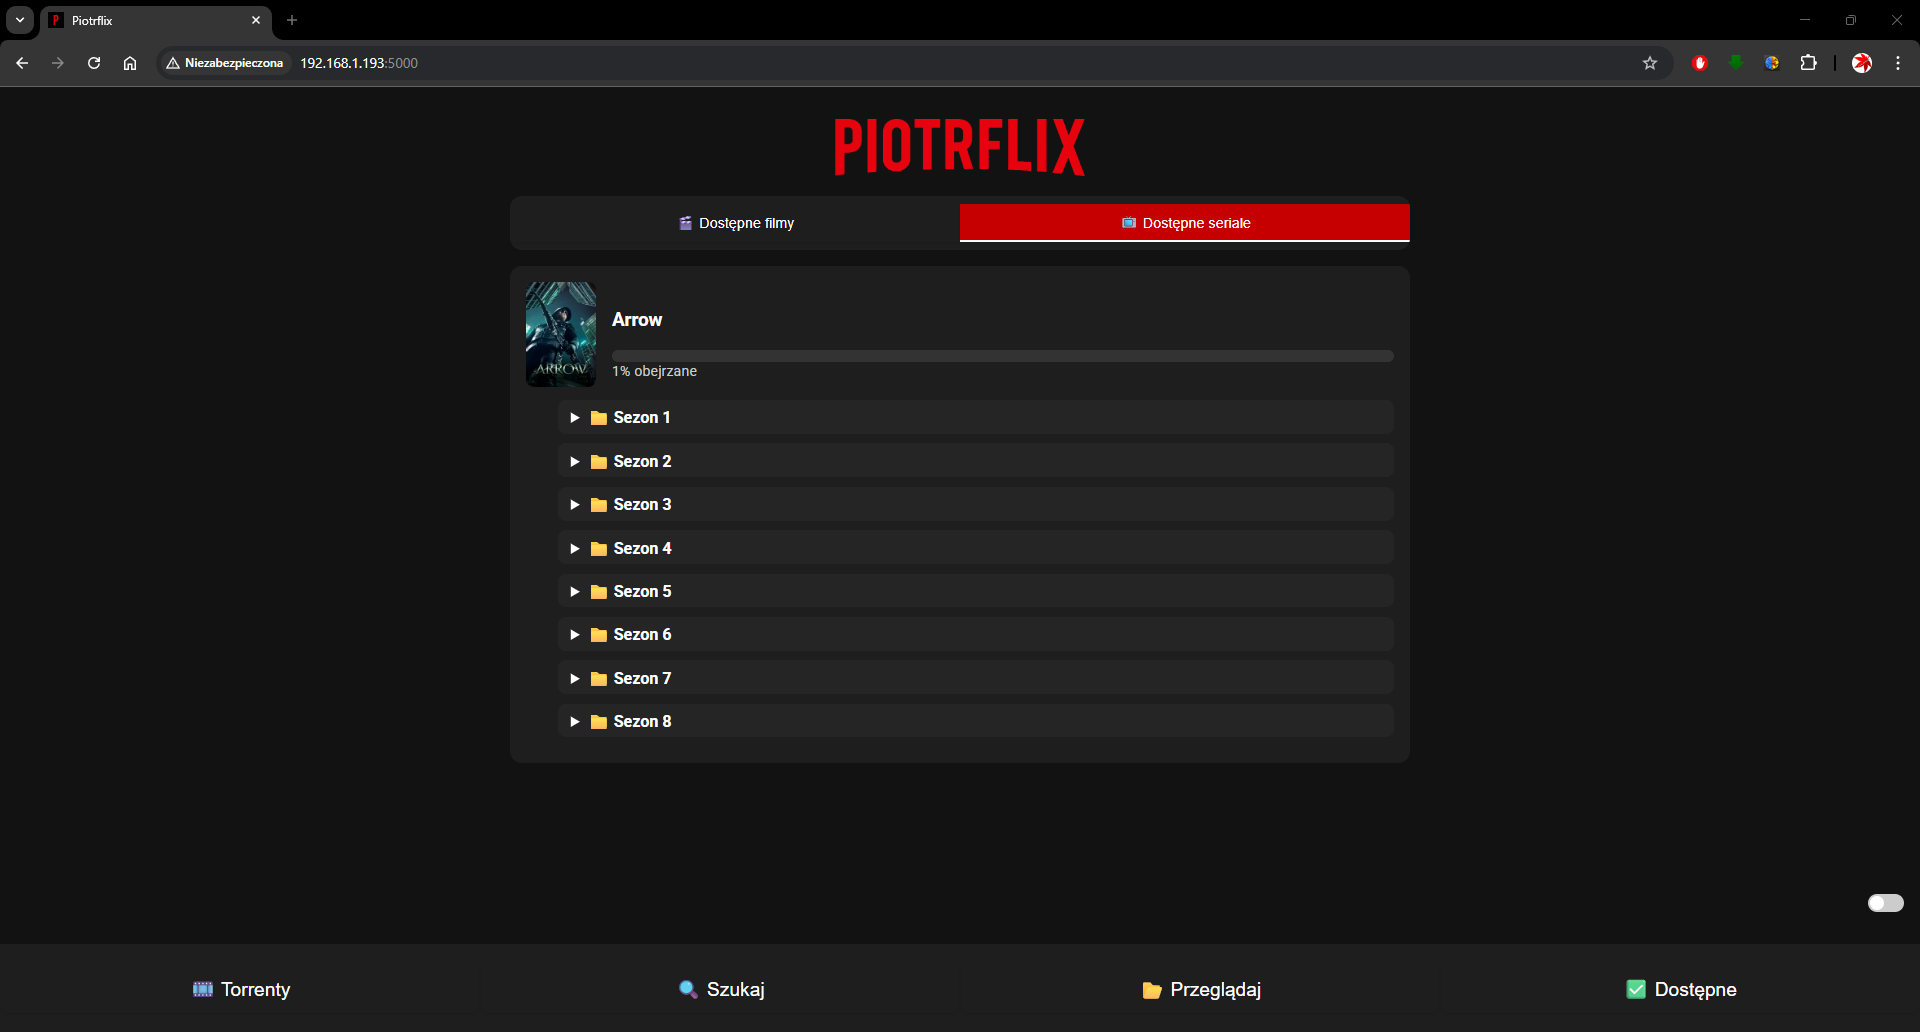 Piotrflix
Niezabezpieczona
192.168.1.193:5000
PIOTRFLIX
Dostępne filmy
Dostępne seriale
ARROW
Arrow
1% obejrzane
Sezon 1
Sezon 2
Sezon 3
Sezon 4
Sezon 5
Sezon 6
Sezon 7
Sezon 8
Torrenty
Szukaj
Przeglądaj
Dostępne